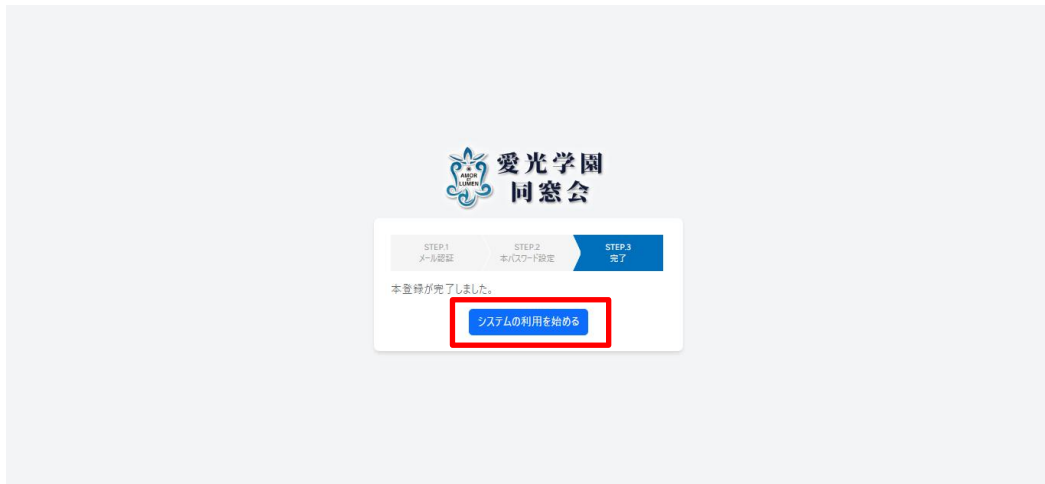 AMOR
ET
LUMEN
愛光学園
同窓会
STEP.1
メール認証
STEP.2
本パスワード設定
STEP.3
完了
本登録が完了しました。
システムの利用を始める